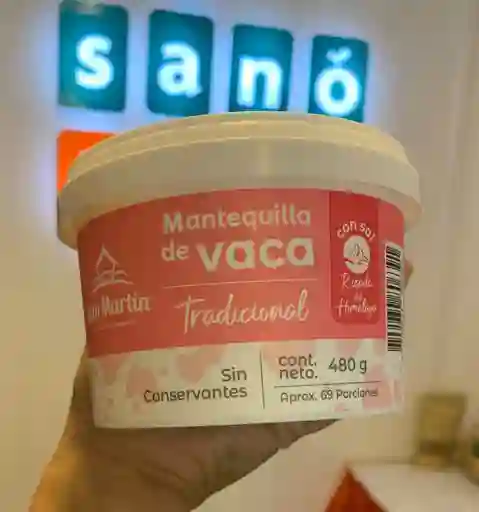 sanŏ
Mantequilla
de vaca
Tradicional
con sal
Rosada
del
Himalaya
San Martín
Sin
Conservantes
cont.
neto. 480 g
Aprox. 69 Porciones